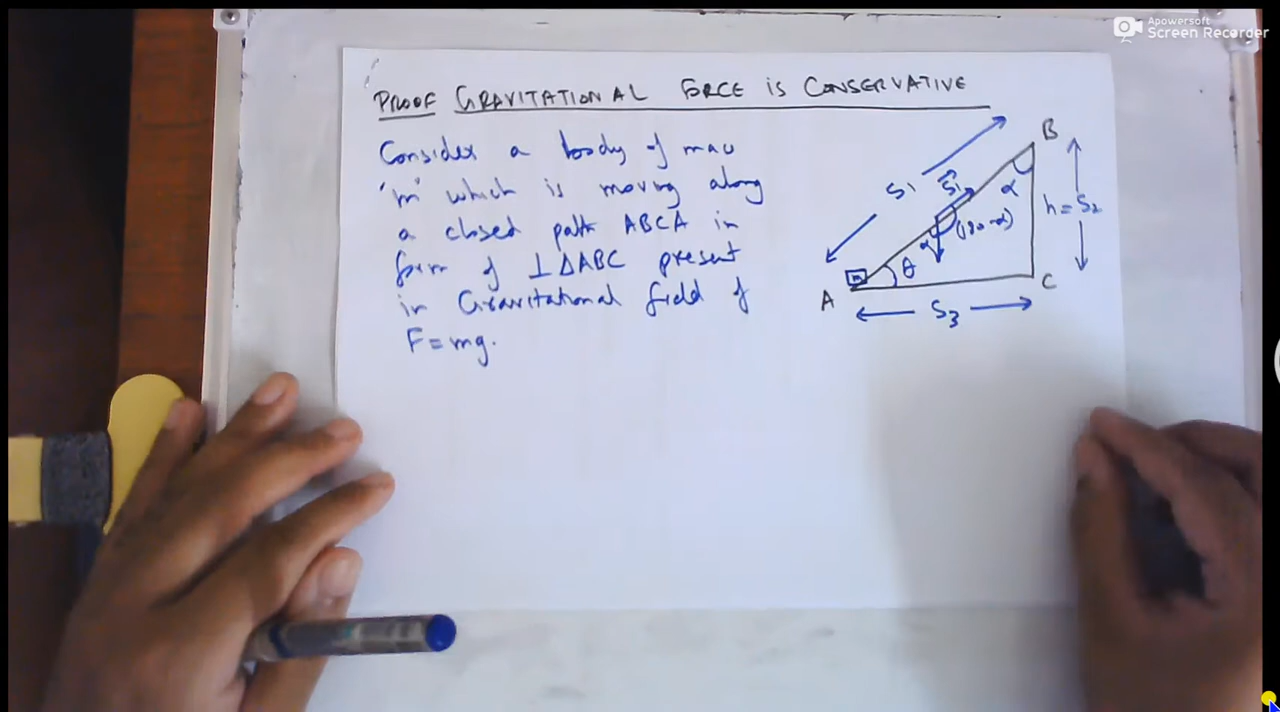 Apowersoft
Screen Recorder
PROOF GRAVITATIONAL FORCE IS CONSERVATIVE
Consider a body of mass
'm' which is moving along
a closed path ABCA in
form of ⊥ΔABC present
in Gravitational field of
F=mg.
B
S1
S⃗1
α
(180-α)
h=S2
α
θ
m
A
C
S3